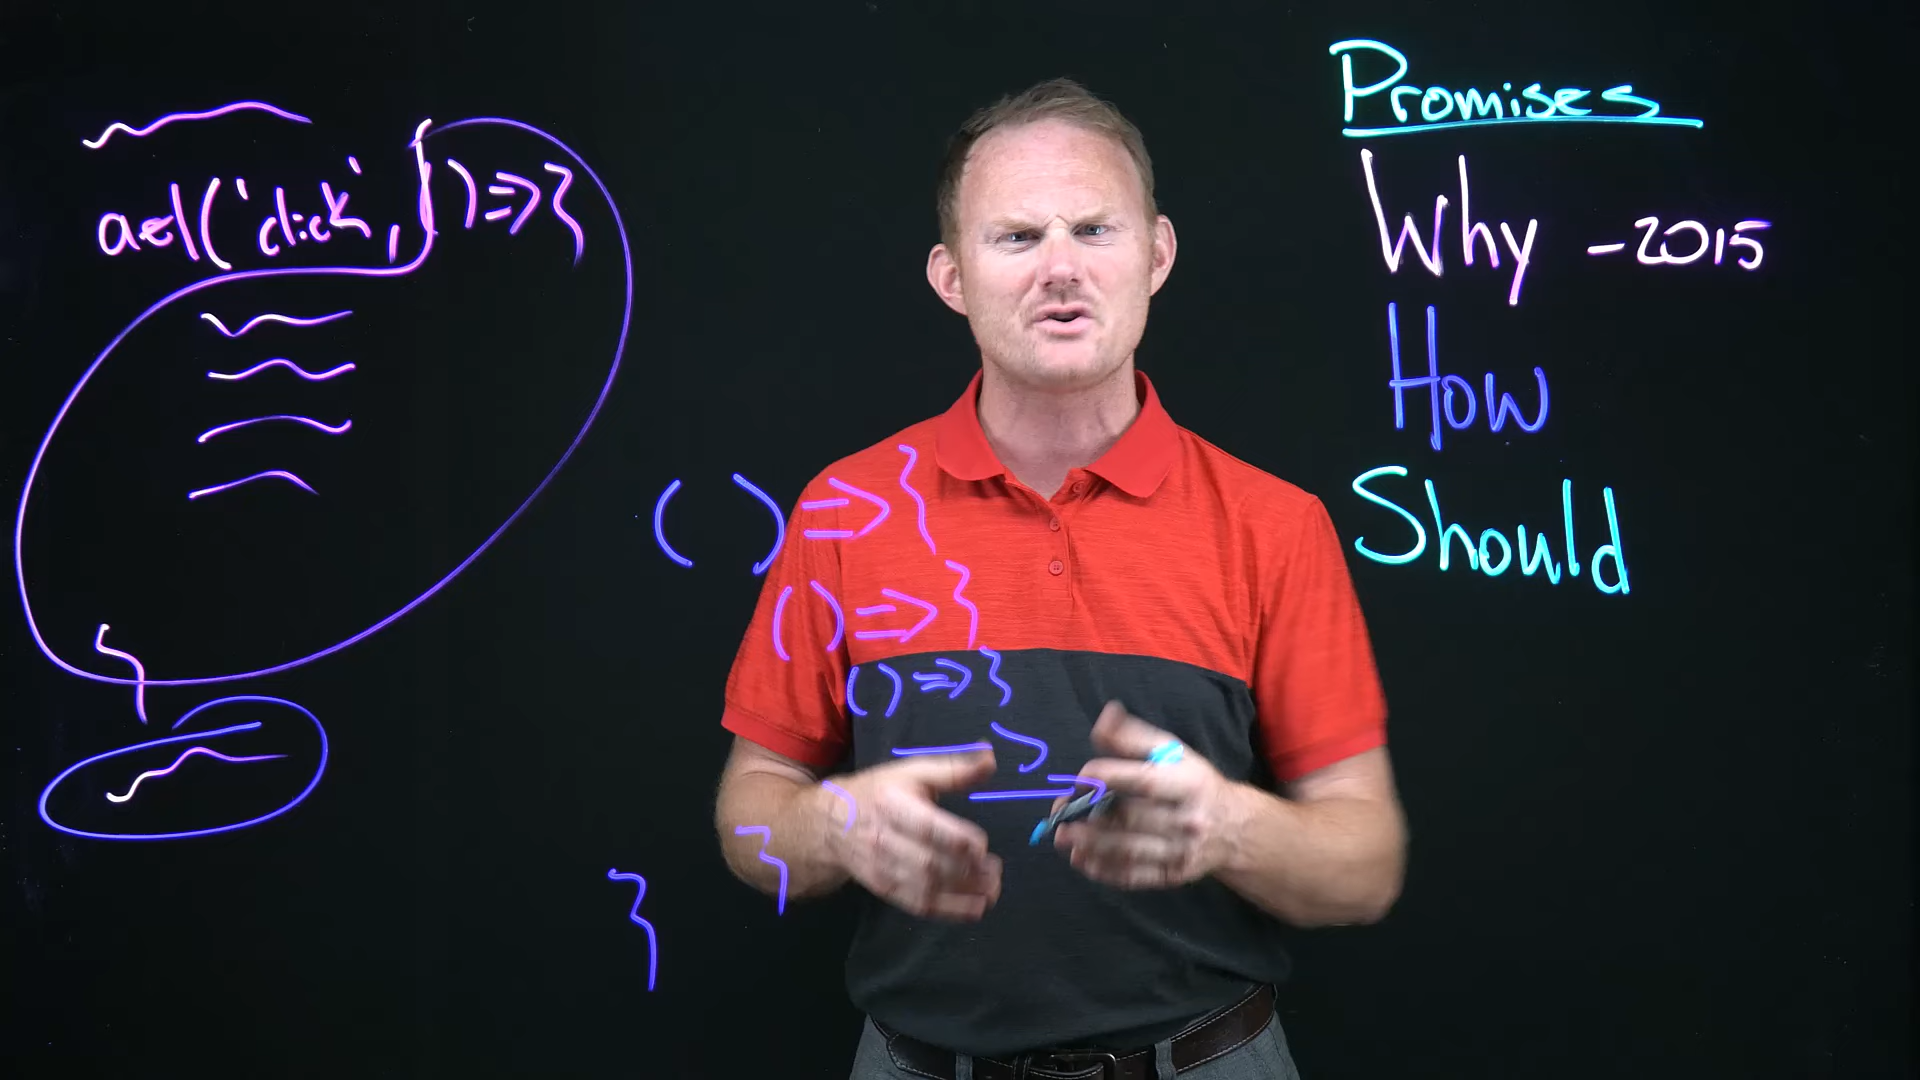 ael('click', () => {
}
() => {
() => {
() => {
}
}
}
Promises
Why - 2015
How
Should